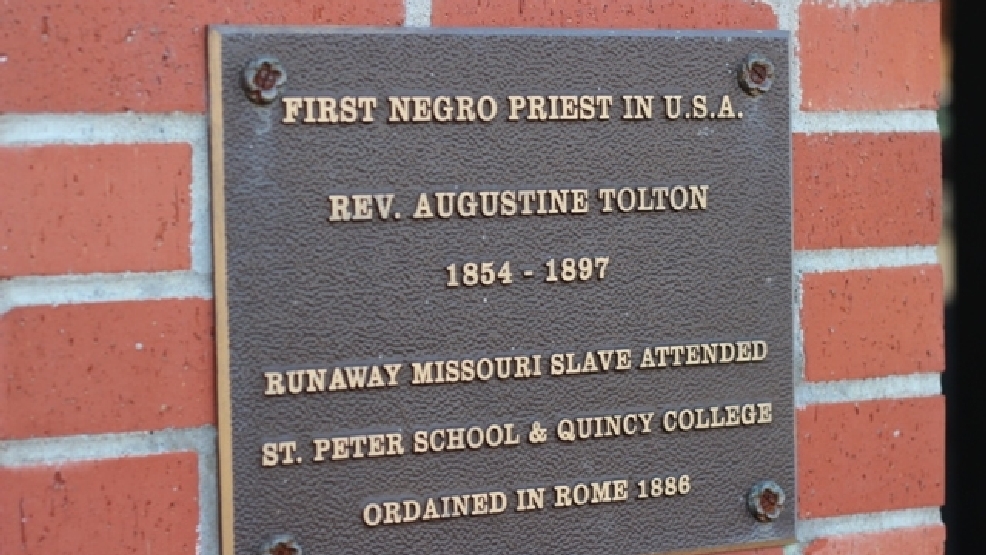 FIRST NEGRO PRIEST IN U.S.A.
REV. AUGUSTINE TOLTON
1854 - 1897
RUNAWAY MISSOURI SLAVE ATTENDED
ST. PETER SCHOOL & QUINCY COLLEGE
ORDAINED IN ROME 1886